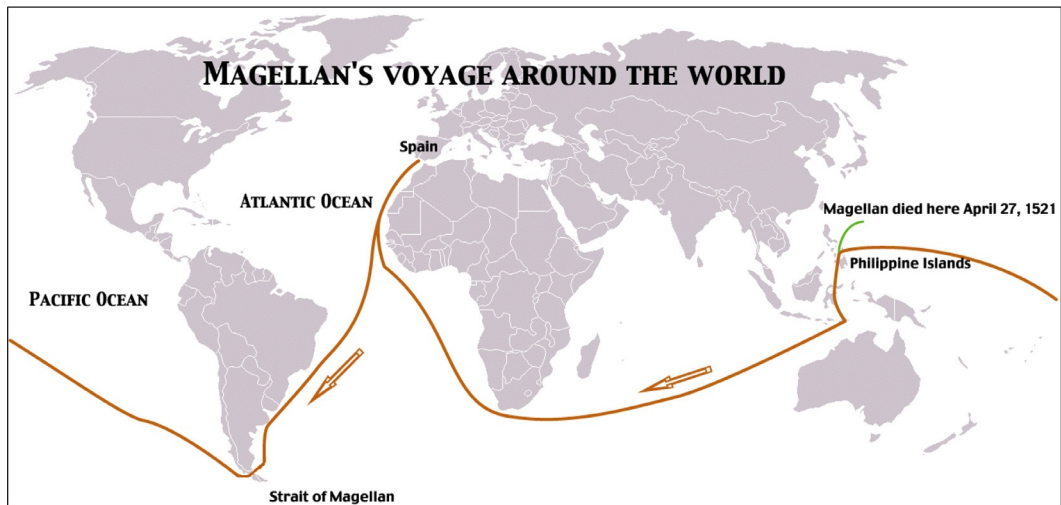 MAGELLAN'S VOYAGE AROUND THE WORLD
Spain
ATLANTIC OCEAN
Magellan died here April 27, 1521
Philippine Islands
PACIFIC OCEAN
Strait of Magellan